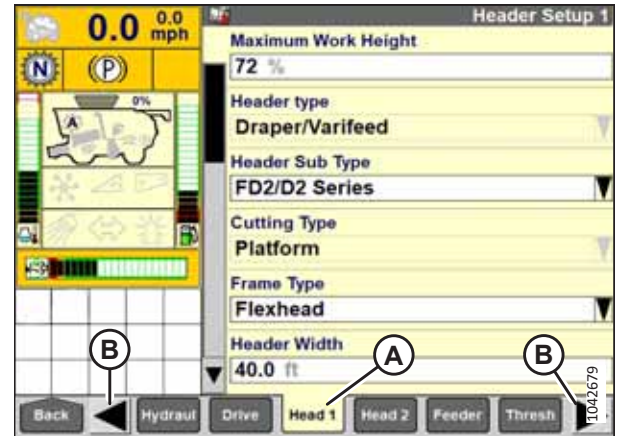 0.0 0.0 mph
Header Setup 1
N (P)
0%
A
Maximum Work Height
72 %
Header type
Draper/Varifeed
Header Sub Type
FD2/D2 Series
Cutting Type
Platform
Frame Type
Flexhead
Header Width
40.0 ft
B
A
B
1042679
Back
Hydraul
Drive
Head 1
Head 2
Feeder
Thresh